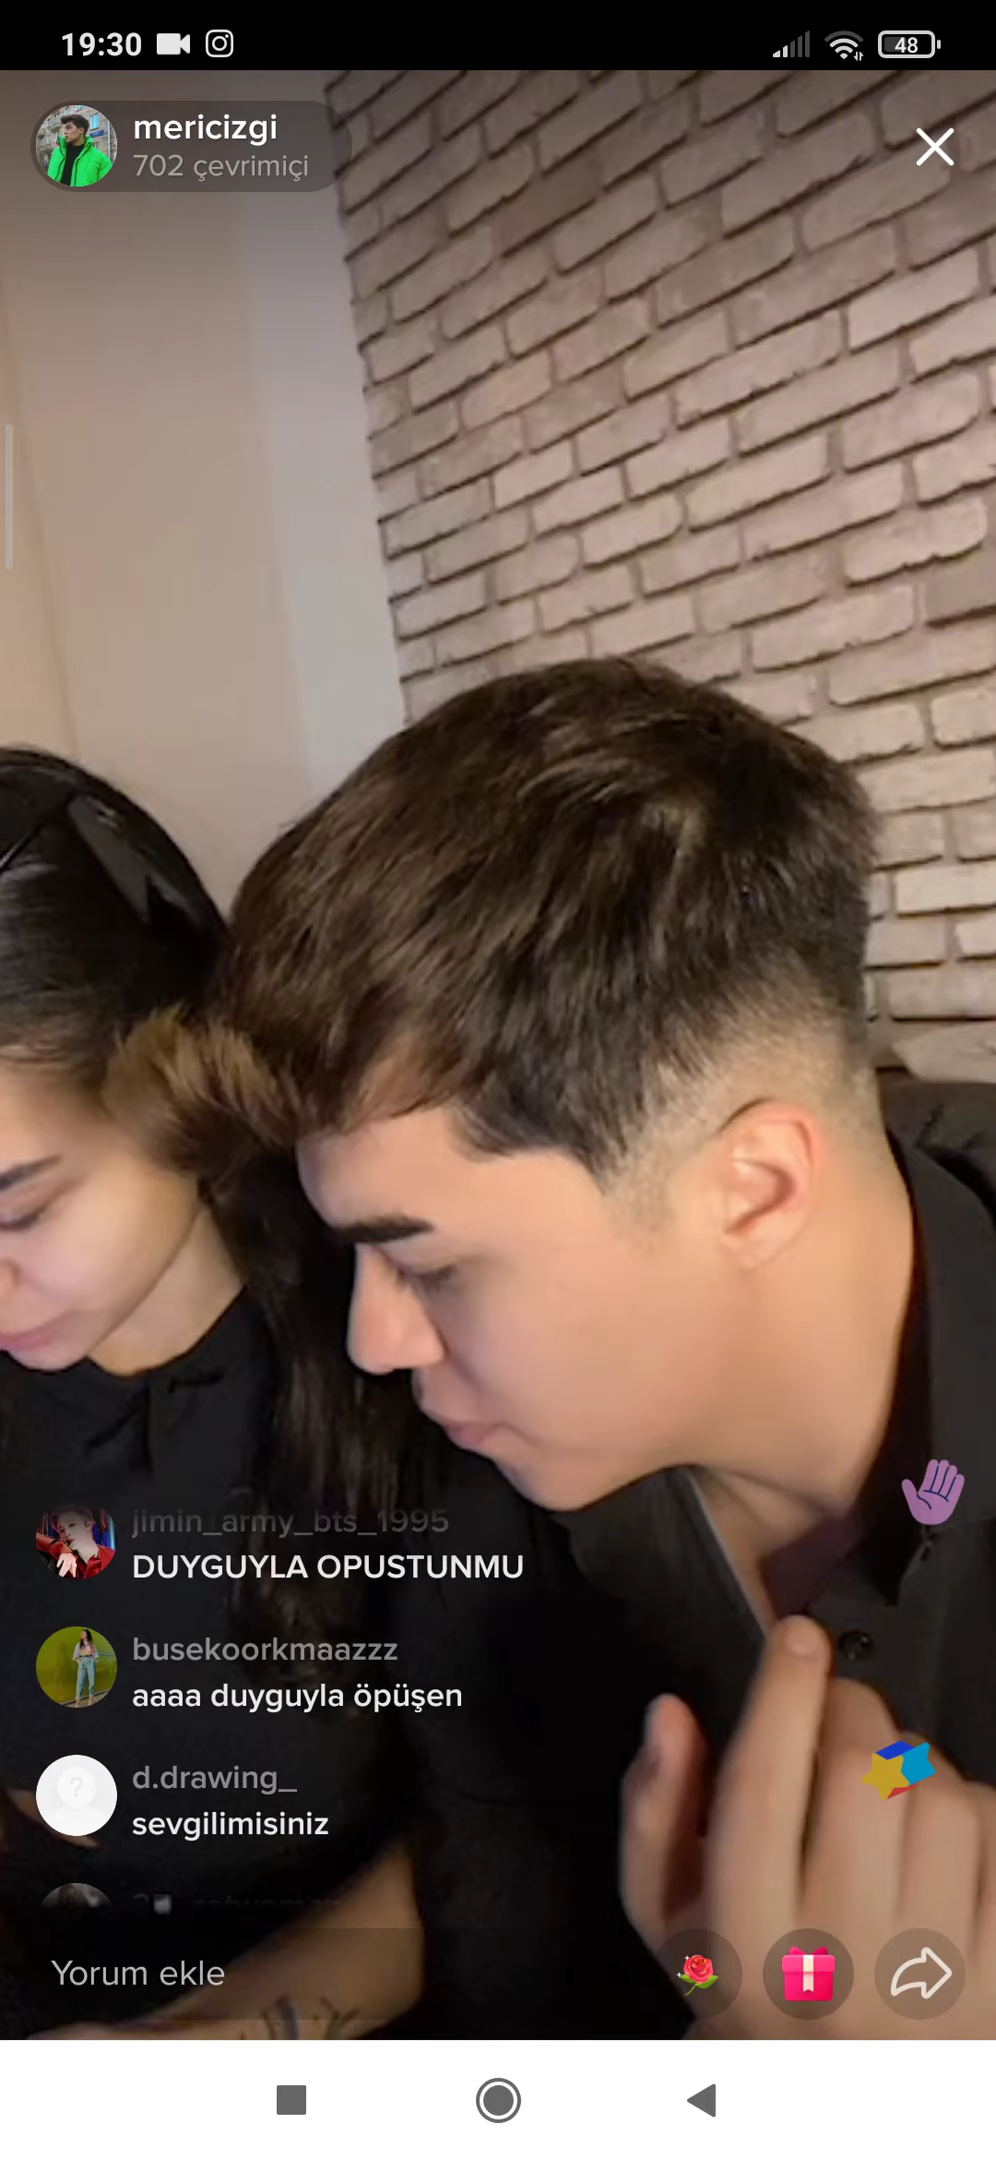 19:30
48
mericizgi
702 çevrimiçi
jimin_army_bts_1995
DUYGUYLA OPUSTUNMU
busekoorkmaazzz
aaaa duyguyla öpüşen
d.drawing_
sevgilimisiniz
Yorum ekle